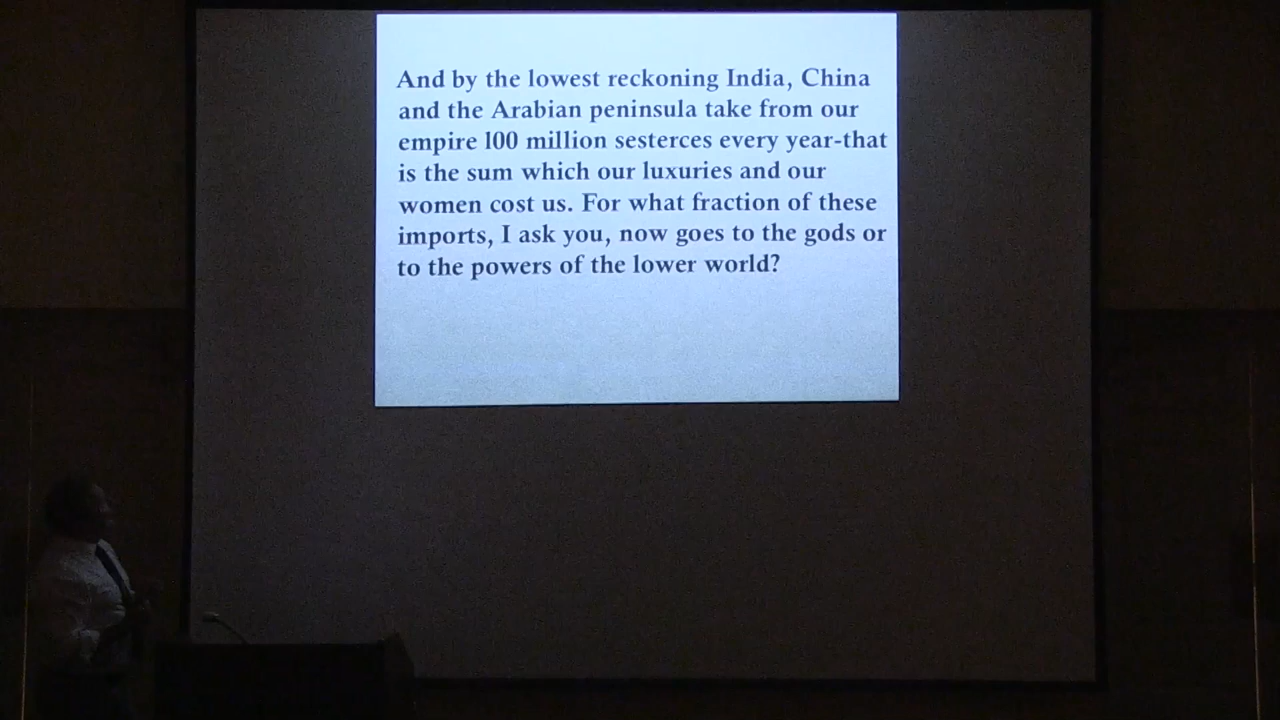 And by the lowest reckoning India, China
and the Arabian peninsula take from our
empire 100 million sesterces every year-that
is the sum which our luxuries and our
women cost us. For what fraction of these
imports, I ask you, now goes to the gods or
to the powers of the lower world?